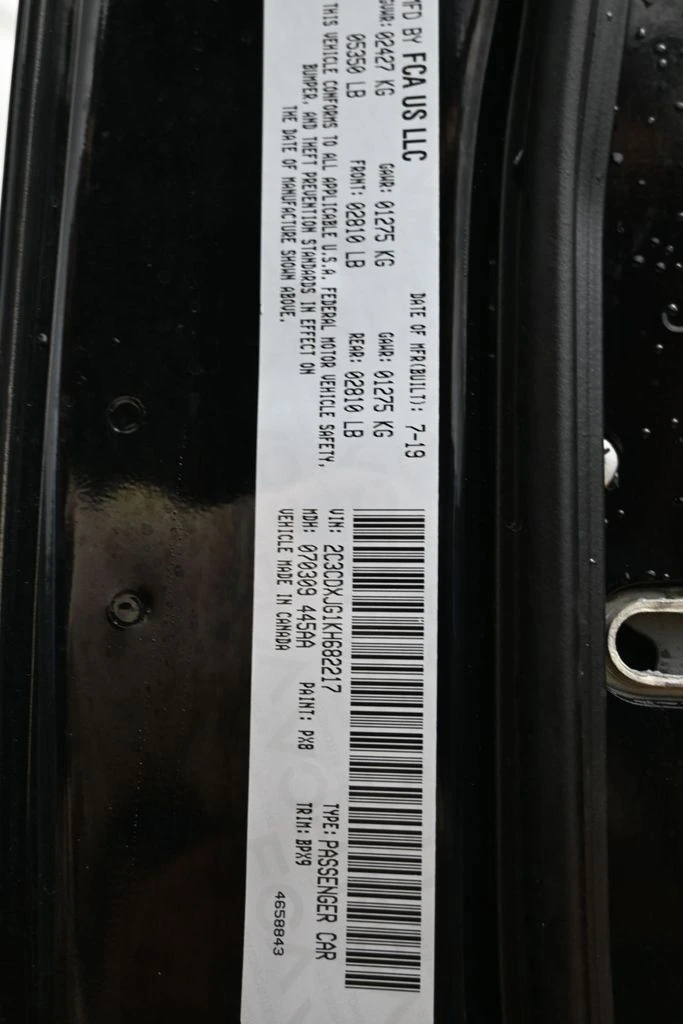 MFD BY FCA US LLC
DATE OF MFR(BUILT): 7-19
GVWR: 02427 KG GAWR: 01275 KG GAWR: 01275 KG
05350 LB FRONT: 02810 LB REAR: 02810 LB
THIS VEHICLE CONFORMS TO ALL APPLICABLE U.S.A. FEDERAL MOTOR VEHICLE SAFETY,
BUMPER, AND THEFT PREVENTION STANDARDS IN EFFECT ON
THE DATE OF MANUFACTURE SHOWN ABOVE.
VIN: 2C3CDXJG1KH682217 TYPE: PASSENGER CAR
MDH: 070309 445AA PAINT: PX8 TRIM: BPX9
VEHICLE MADE IN CANADA
4658843